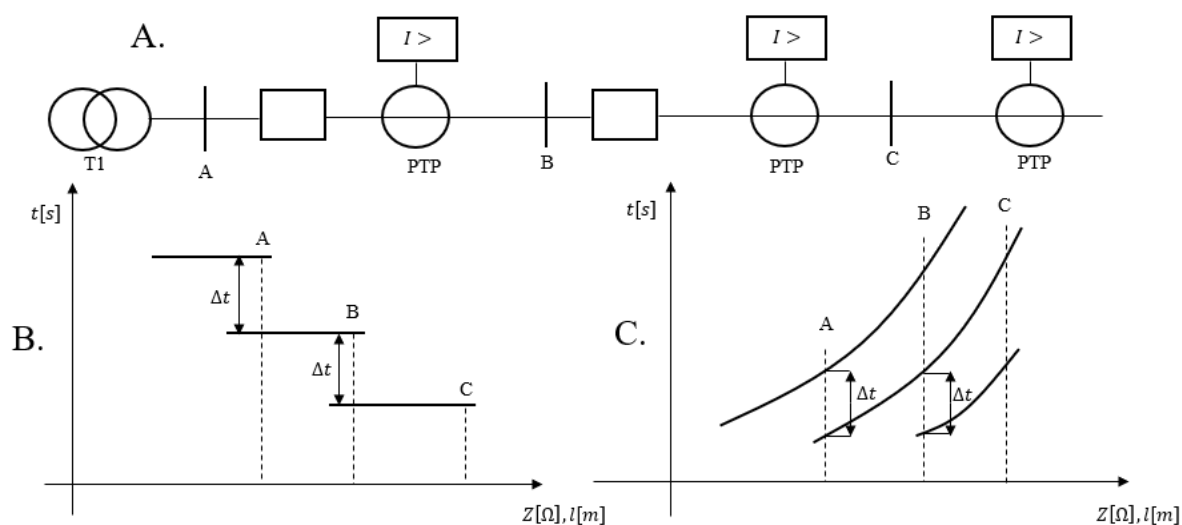 A.
I >
I >
I >
T1
A
PTP
B
PTP
C
PTP
B.
t[s]
A
Δt
B
Δt
C
Z[Ω], l[m]
C.
t[s]
A
B
C
Δt
Δt
Z[Ω], l[m]